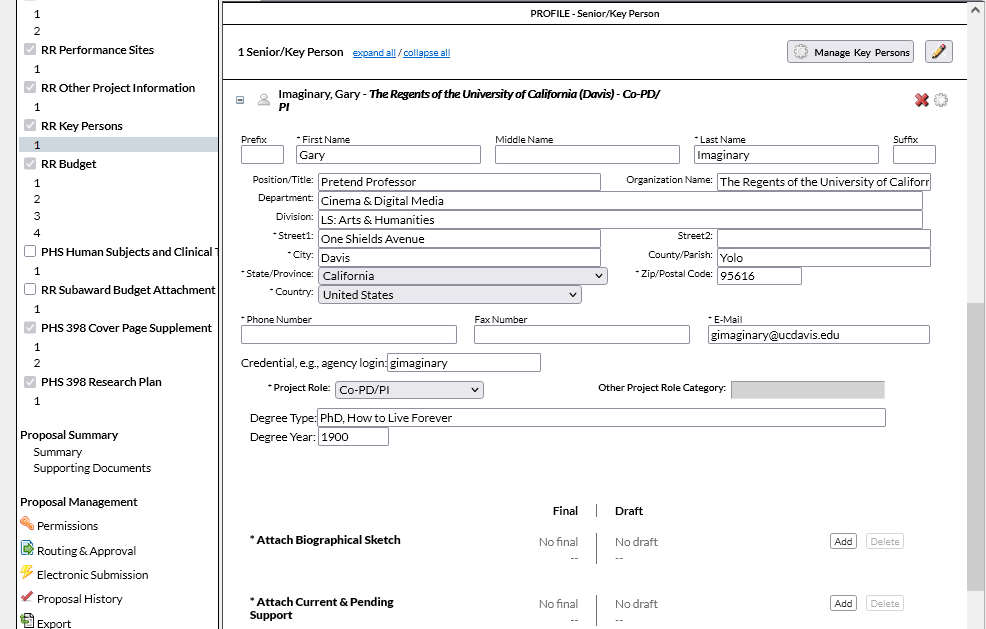 1
2
RR Performance Sites
1
RR Other Project Information
1
RR Key Persons
1
RR Budget
1
2
3
4
PHS Human Subjects and Clinical T
1
RR Subaward Budget Attachment
1
PHS 398 Cover Page Supplement
1
2
PHS 398 Research Plan
1
Proposal Summary
Summary
Supporting Documents
Proposal Management
Permissions
Routing & Approval
Electronic Submission
Proposal History
Export
PROFILE - Senior/Key Person
1 Senior/Key Person expand all / collapse all Manage Key Persons
Imaginary, Gary - The Regents of the University of California (Davis) - Co-PD/
PI
Prefix * First Name Middle Name * Last Name Suffix
Gary Imaginary
Position/Title: Pretend Professor Organization Name: The Regents of the University of Californ
Department: Cinema & Digital Media
Division: LS: Arts & Humanities
* Street1: One Shields Avenue Street2:
* City: Davis County/Parish: Yolo
* State/Province: California * Zip/Postal Code: 95616
* Country: United States
* Phone Number Fax Number * E-Mail
gimaginary@ucdavis.edu
Credential, e.g., agency login: gimaginary
* Project Role: Co-PD/PI Other Project Role Category:
Degree Type: PhD, How to Live Forever
Degree Year: 1900
Final Draft
* Attach Biographical Sketch No final No draft Add Delete
-- --
* Attach Current & Pending No final No draft Add Delete
Support -- --